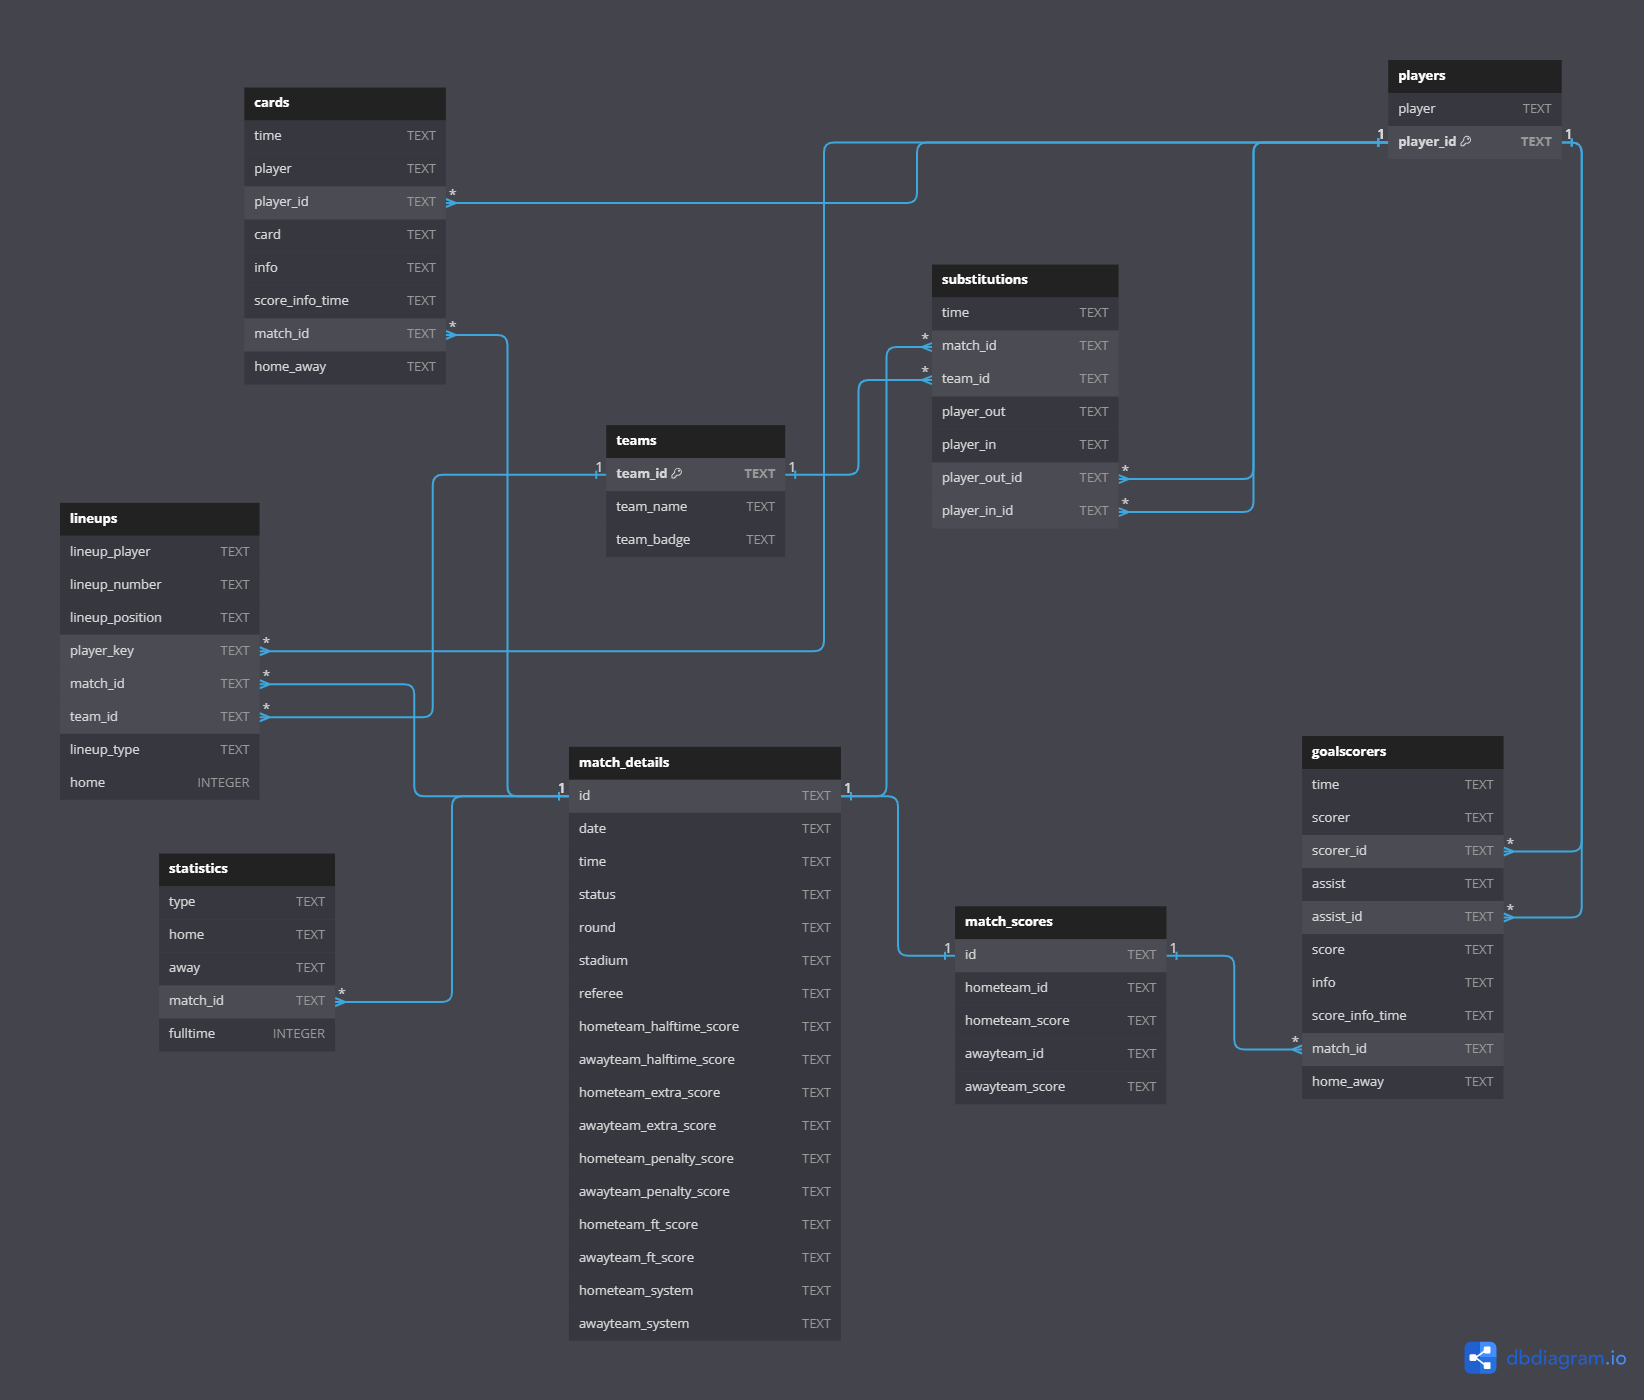 players
player TEXT
1 player_id TEXT 1
cards
time TEXT
player TEXT
player_id TEXT *
card TEXT
info TEXT
score_info_time TEXT
match_id TEXT *
home_away TEXT
substitutions
time TEXT
* match_id TEXT
* team_id TEXT
player_out TEXT
player_in TEXT
player_out_id TEXT *
player_in_id TEXT *
teams
1 team_id TEXT 1
team_name TEXT
team_badge TEXT
lineups
lineup_player TEXT
lineup_number TEXT
lineup_position TEXT
player_key TEXT *
match_id TEXT *
team_id TEXT *
lineup_type TEXT
home INTEGER
match_details
1 id TEXT 1
date TEXT
time TEXT
status TEXT
round TEXT
stadium TEXT
referee TEXT
hometeam_halftime_score TEXT
awayteam_halftime_score TEXT
hometeam_extra_score TEXT
awayteam_extra_score TEXT
hometeam_penalty_score TEXT
awayteam_penalty_score TEXT
hometeam_ft_score TEXT
awayteam_ft_score TEXT
hometeam_system TEXT
awayteam_system TEXT
goalscorers
time TEXT
scorer TEXT
scorer_id TEXT *
assist TEXT
assist_id TEXT *
score TEXT
info TEXT
score_info_time TEXT
* match_id TEXT
home_away TEXT
statistics
type TEXT
home TEXT
away TEXT
match_id TEXT *
fulltime INTEGER
match_scores
1 id TEXT 1
hometeam_id TEXT
hometeam_score TEXT
awayteam_id TEXT
awayteam_score TEXT
dbdiagram.io